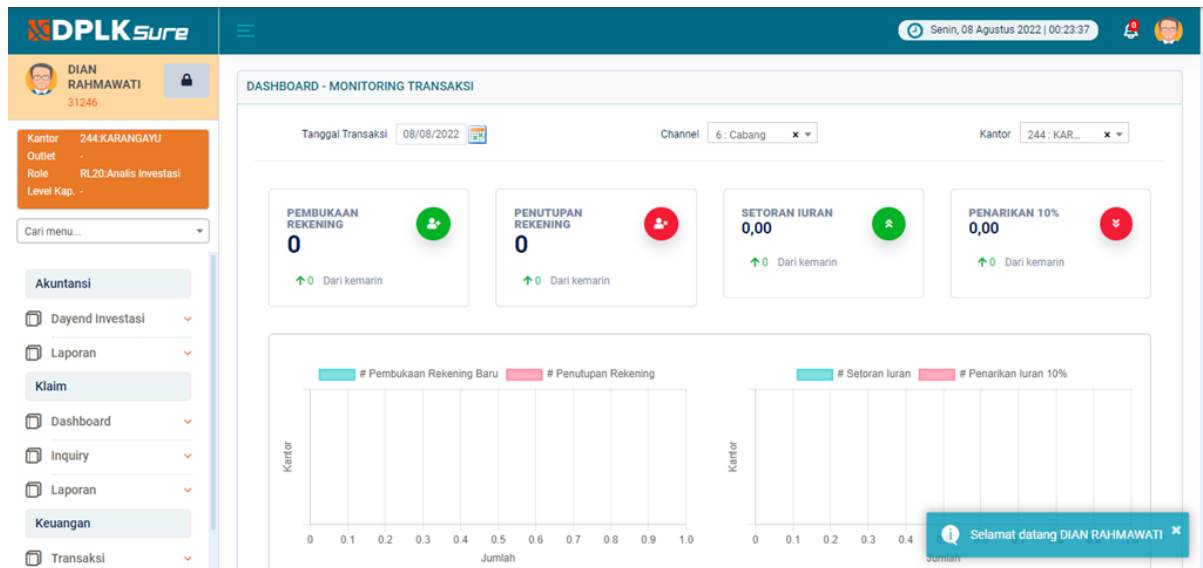 DPLKSure
Senin, 08 Agustus 2022 | 00:23:37
DIAN
RAHMAWATI
31246
Kantor 244:KARANGAYU
Outlet -
Role RL20:Analis Investasi
Level Kap. -
Cari menu...
Akuntansi
Dayend Investasi
Laporan
Klaim
Dashboard
Inquiry
Laporan
Keuangan
Transaksi
DASHBOARD - MONITORING TRANSAKSI
Tanggal Transaksi 08/08/2022 Channel 6 : Cabang x Kantor 244 : KAR... x
PEMBUKAAN
REKENING
0
0 Dari kemarin
PENUTUPAN
REKENING
0
0 Dari kemarin
SETORAN IURAN
0,00
0 Dari kemarin
PENARIKAN 10%
0,00
0 Dari kemarin
# Pembukaan Rekening Baru # Penutupan Rekening
Kantor
0 0.1 0.2 0.3 0.4 0.5 0.6 0.7 0.8 0.9 1.0
Jumlah
# Setoran Iuran # Penarikan Iuran 10%
Kantor
0 0.1 0.2 0.3 0.4
Jumlah
Selamat datang DIAN RAHMAWATI ×